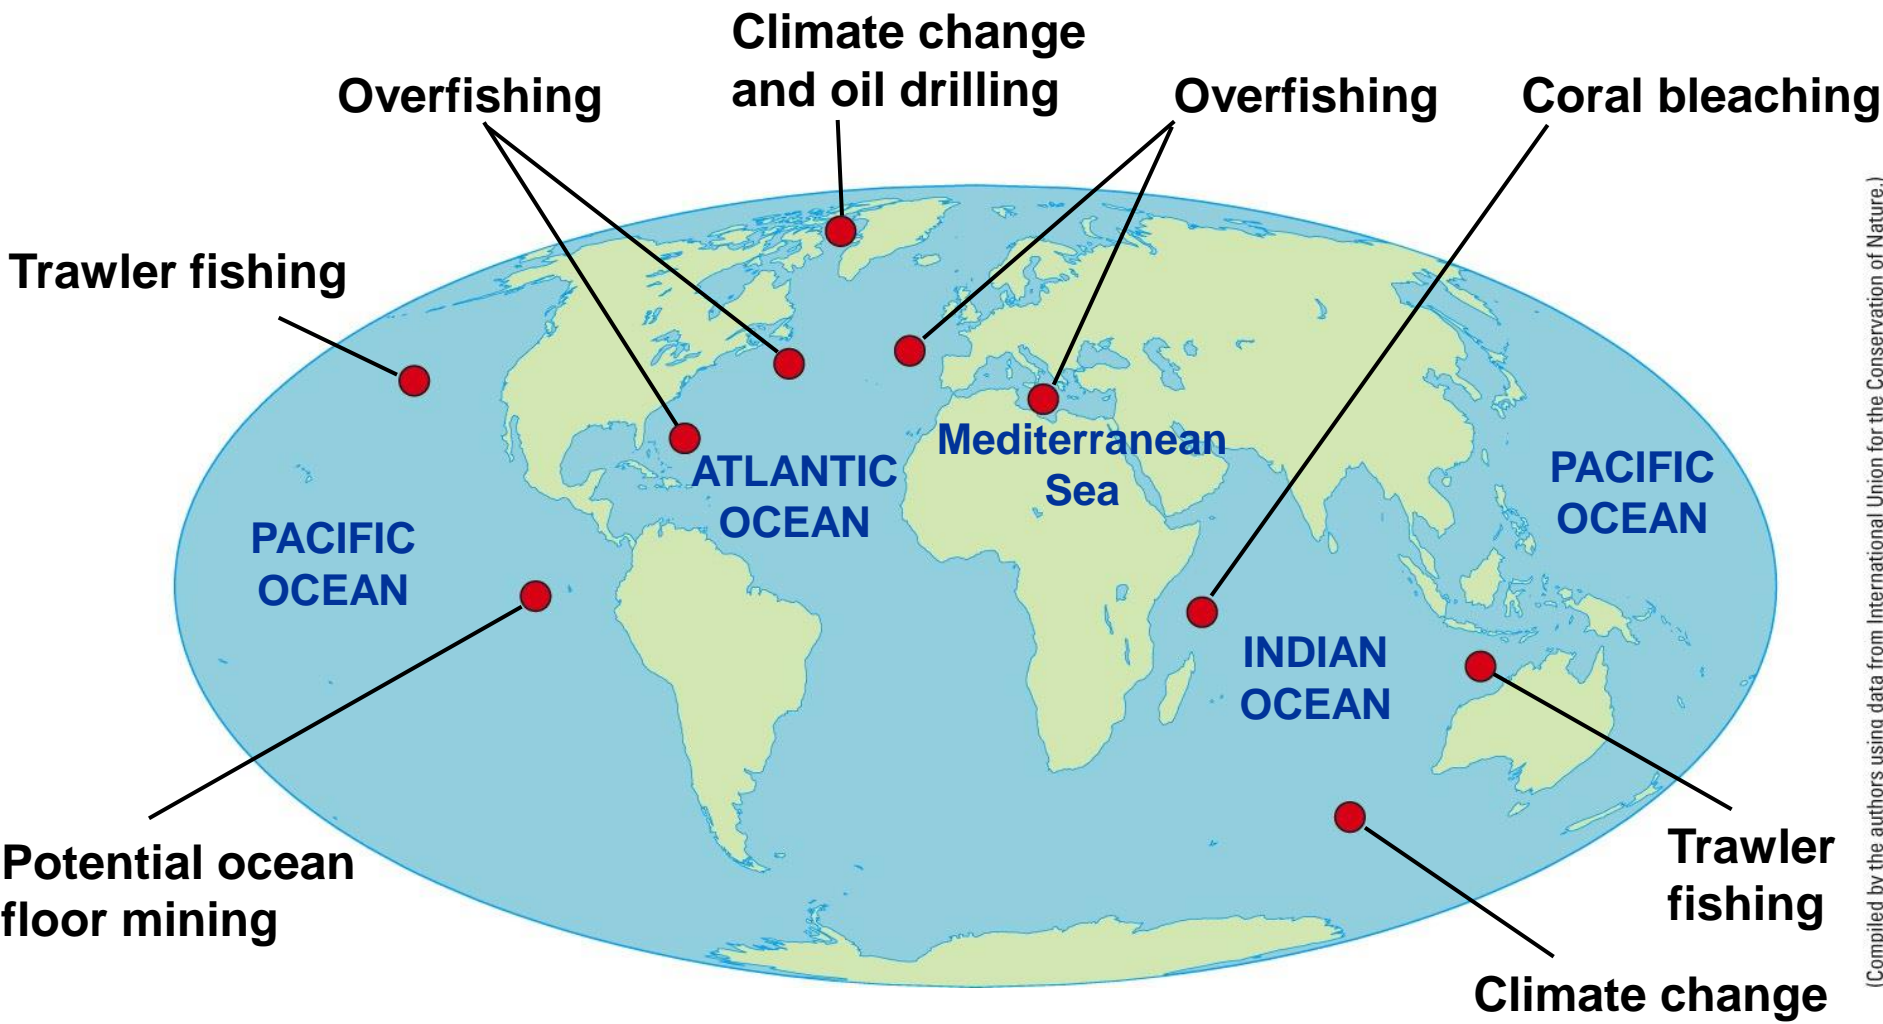 Climate change
and oil drilling
Overfishing
Overfishing
Coral bleaching
Trawler fishing
Mediterranean
Sea
ATLANTIC
OCEAN
PACIFIC
OCEAN
PACIFIC
OCEAN
INDIAN
OCEAN
Potential ocean
floor mining
Trawler
fishing
Climate change
(Compiled by the authors using data from International Union for the Conservation of Nature.)